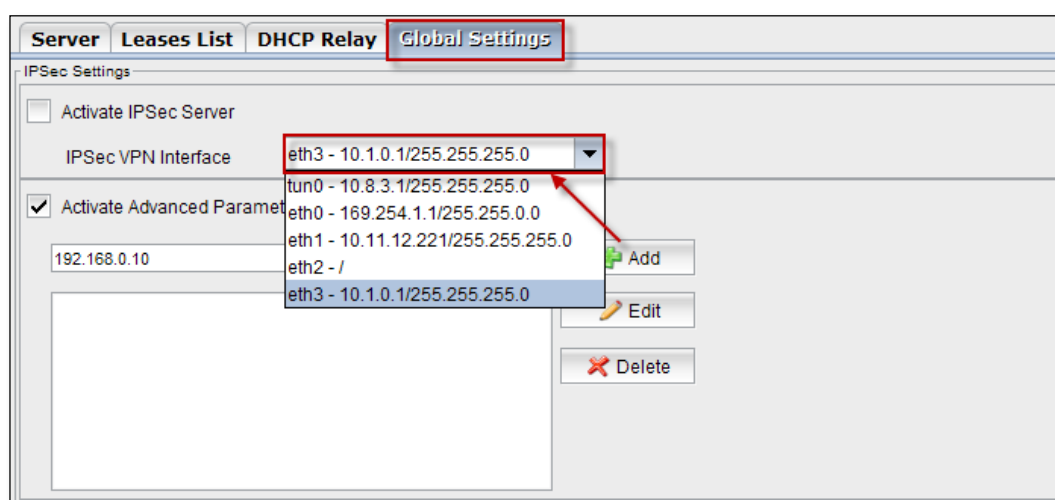 Server Leases List DHCP Relay Global Settings
IPSec Settings
Activate IPSec Server
IPSec VPN Interface eth3 - 10.1.0.1/255.255.255.0
tun0 - 10.8.3.1/255.255.255.0
Activate Advanced Paramet
eth0 - 169.254.1.1/255.255.0.0
eth1 - 10.11.12.221/255.255.255.0
192.168.0.10 Add
eth2 - /
eth3 - 10.1.0.1/255.255.255.0
Edit
Delete